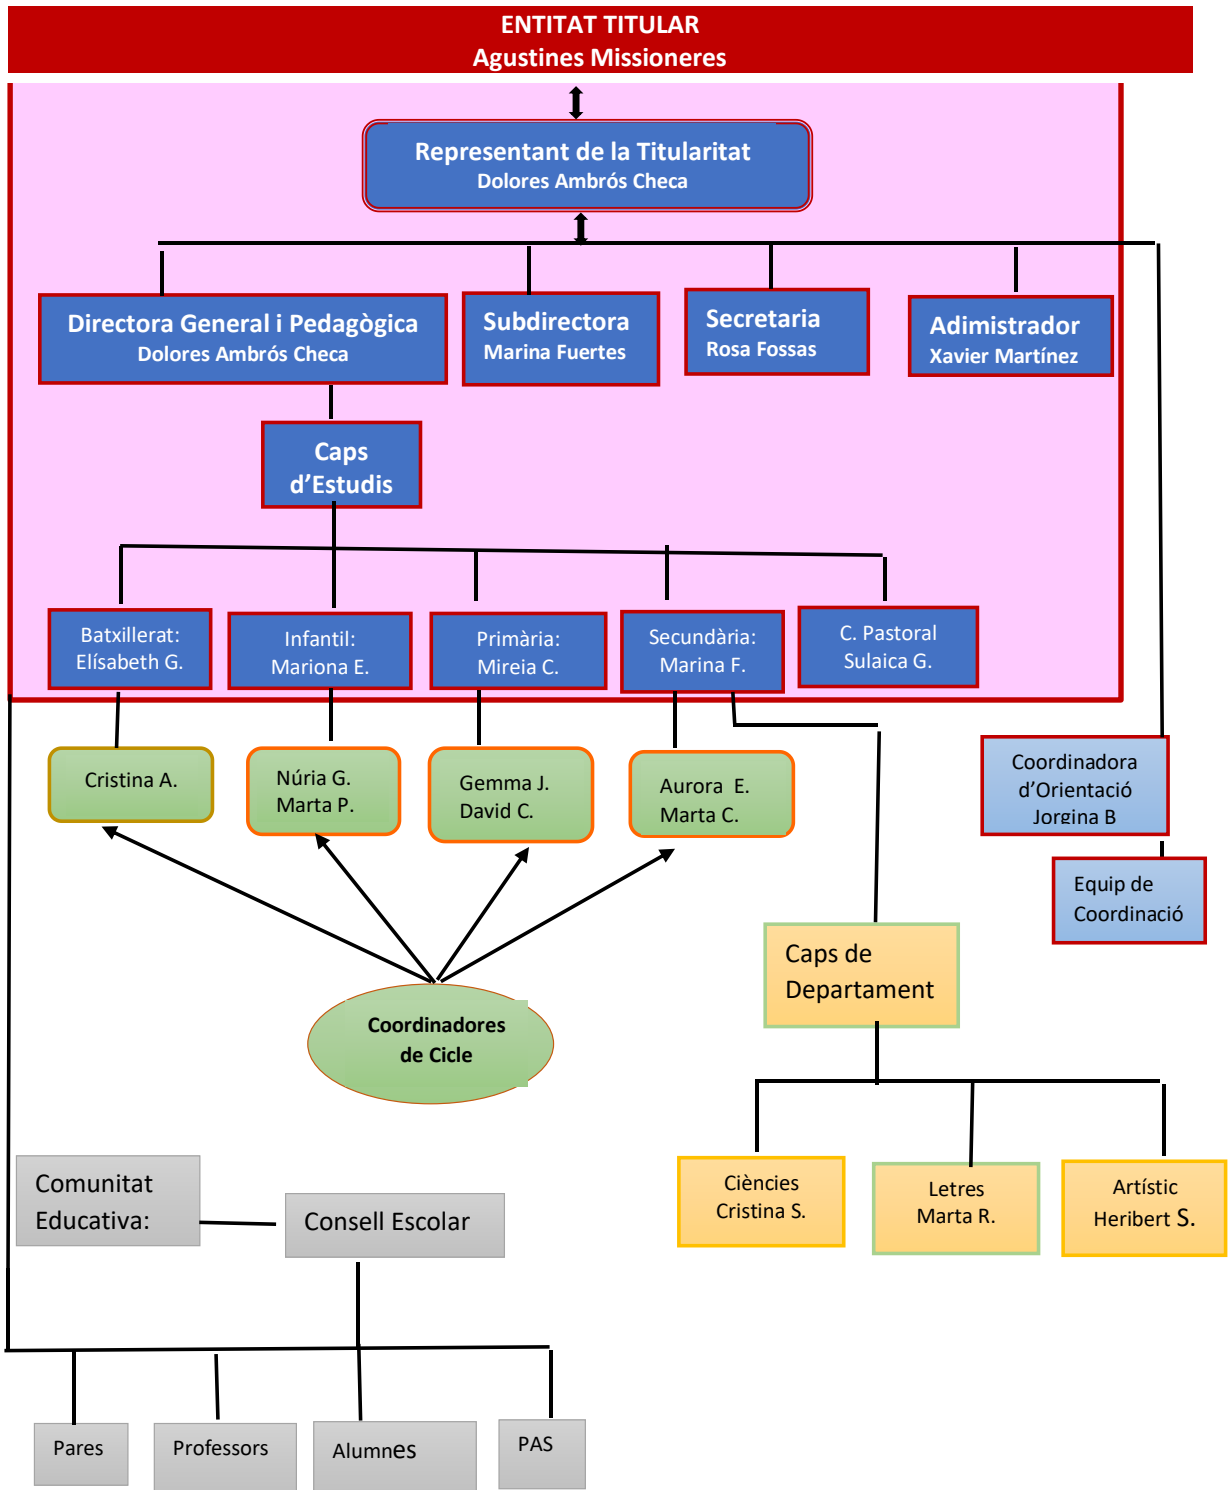 ENTITAT TITULAR
Agustines Missioneres
Representant de la Titularitat
Dolores Ambrós Checa
Directora General i Pedagògica
Dolores Ambrós Checa
Subdirectora
Marina Fuertes
Secretaria
Rosa Fossas
Adimistrador
Xavier Martínez
Caps
d’Estudis
Batxillerat:
Elísabeth G.
Infantil:
Mariona E.
Primària:
Mireia C.
Secundària:
Marina F.
C. Pastoral
Sulaica G.
Cristina A.
Núria G.
Marta P.
Gemma J.
David C.
Aurora E.
Marta C.
Coordinadora
d’Orientació
Jorgina B
Equip de
Coordinació
Caps de
Departament
Coordinadores
de Cicle
Ciències
Cristina S.
Letres
Marta R.
Artístic
Heribert S.
Comunitat
Educativa:
Consell Escolar
Pares
Professors
Alumnes
PAS